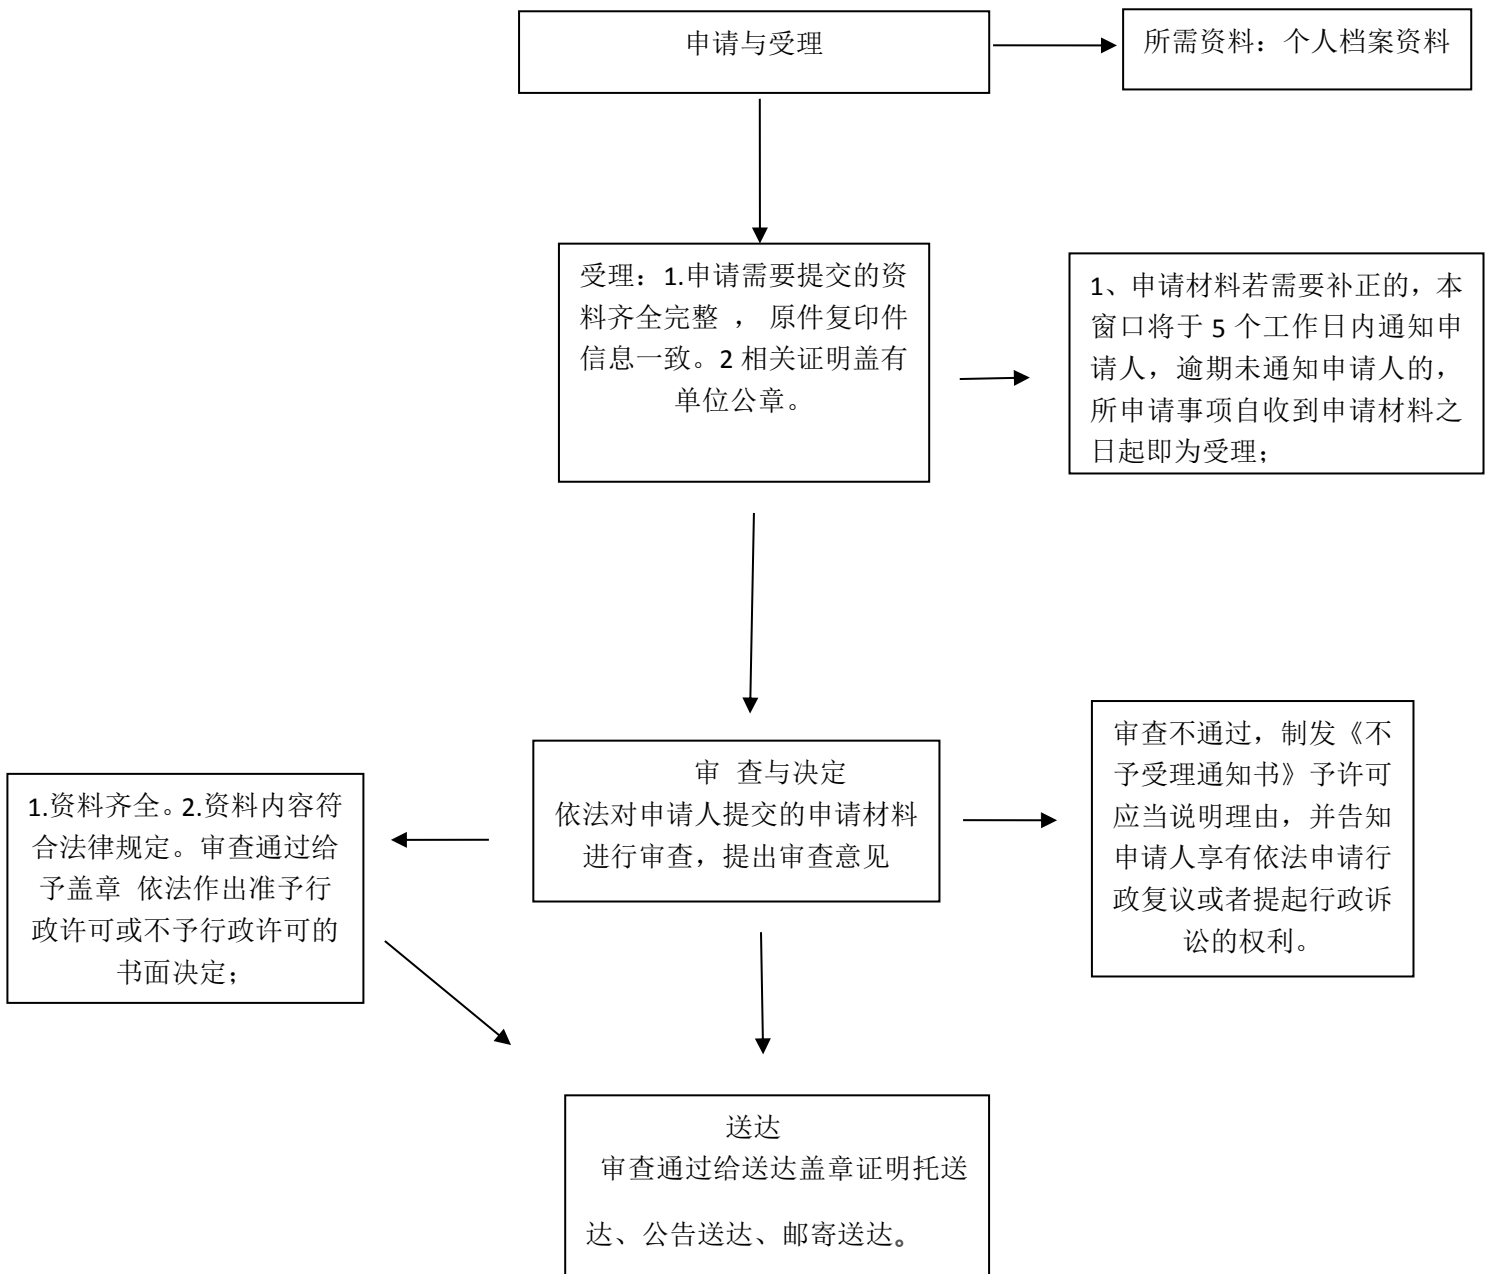 申请与受理
所需资料：个人档案资料
受理：1.申请需要提交的资
料齐全完整 ， 原件复印件
信息一致。2 相关证明盖有
单位公章。
1、申请材料若需要补正的，本
窗口将于 5 个工作日内通知申
请人，逾期未通知申请人的，
所申请事项自收到申请材料之
日起即为受理；
审 查与决定
依法对申请人提交的申请材料
进行审查，提出审查意见
审查不通过，制发《不
予受理通知书》予许可
应当说明理由，并告知
申请人享有依法申请行
政复议或者提起行政诉
讼的权利。
1.资料齐全。2.资料内容符
合法律规定。审查通过给
予盖章 依法作出准予行
政许可或不予行政许可的
书面决定；
送达
审查通过给送达盖章证明托送
达、公告送达、邮寄送达。